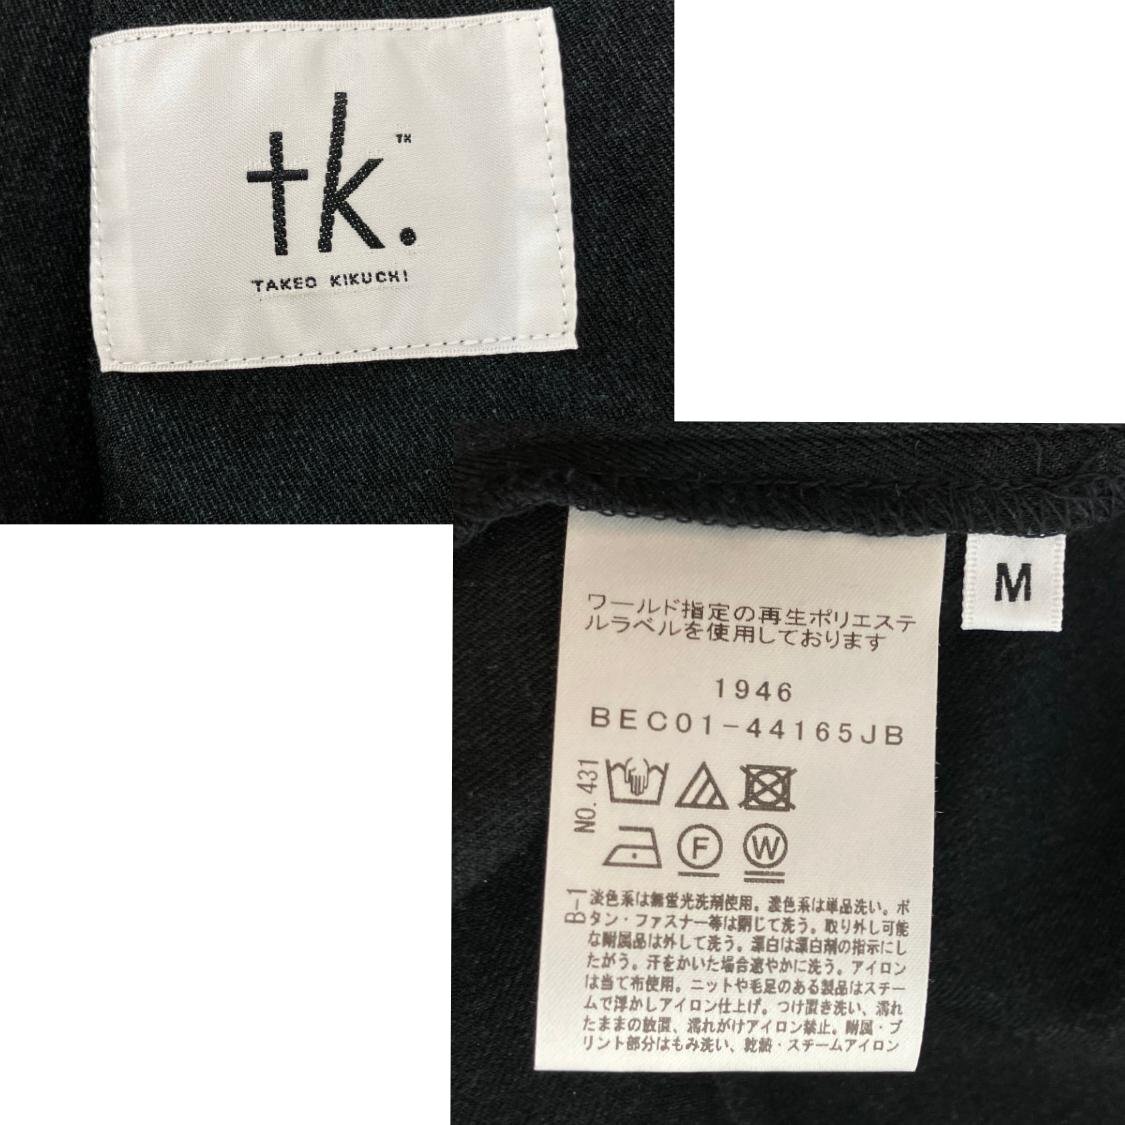 tk.
TK
TAKEO KIKUCHI
M
ワールド指定の再生ポリエステ
ルラベルを使用しております
1946
BEC01-44165JB
NO.431
F
W
B-1
淡色系は無蛍光洗剤使用。濃色系は単品洗い。ボ
タン・ファスナー等は閉じて洗う。取り外し可能
な附属品は外して洗う。漂白は漂白剤の指示にし
たがう。汗をかいた場合速やかに洗う。アイロン
は当て布使用。ニットや毛足のある製品はスチー
ムで浮かしアイロン仕上げ。つけ置き洗い、濡れ
たままの放置、濡れがけアイロン禁止。附属・プ
リント部分はもみ洗い、乾熱・スチームアイロン